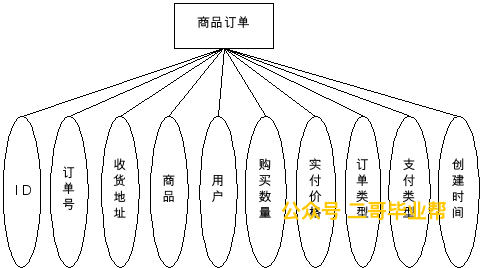 商品订单
ID
订单号
收货地址
商品
用户
购买数量
实付价格
订单类型
支付类型
创建时间
公众号 二哥毕业帮